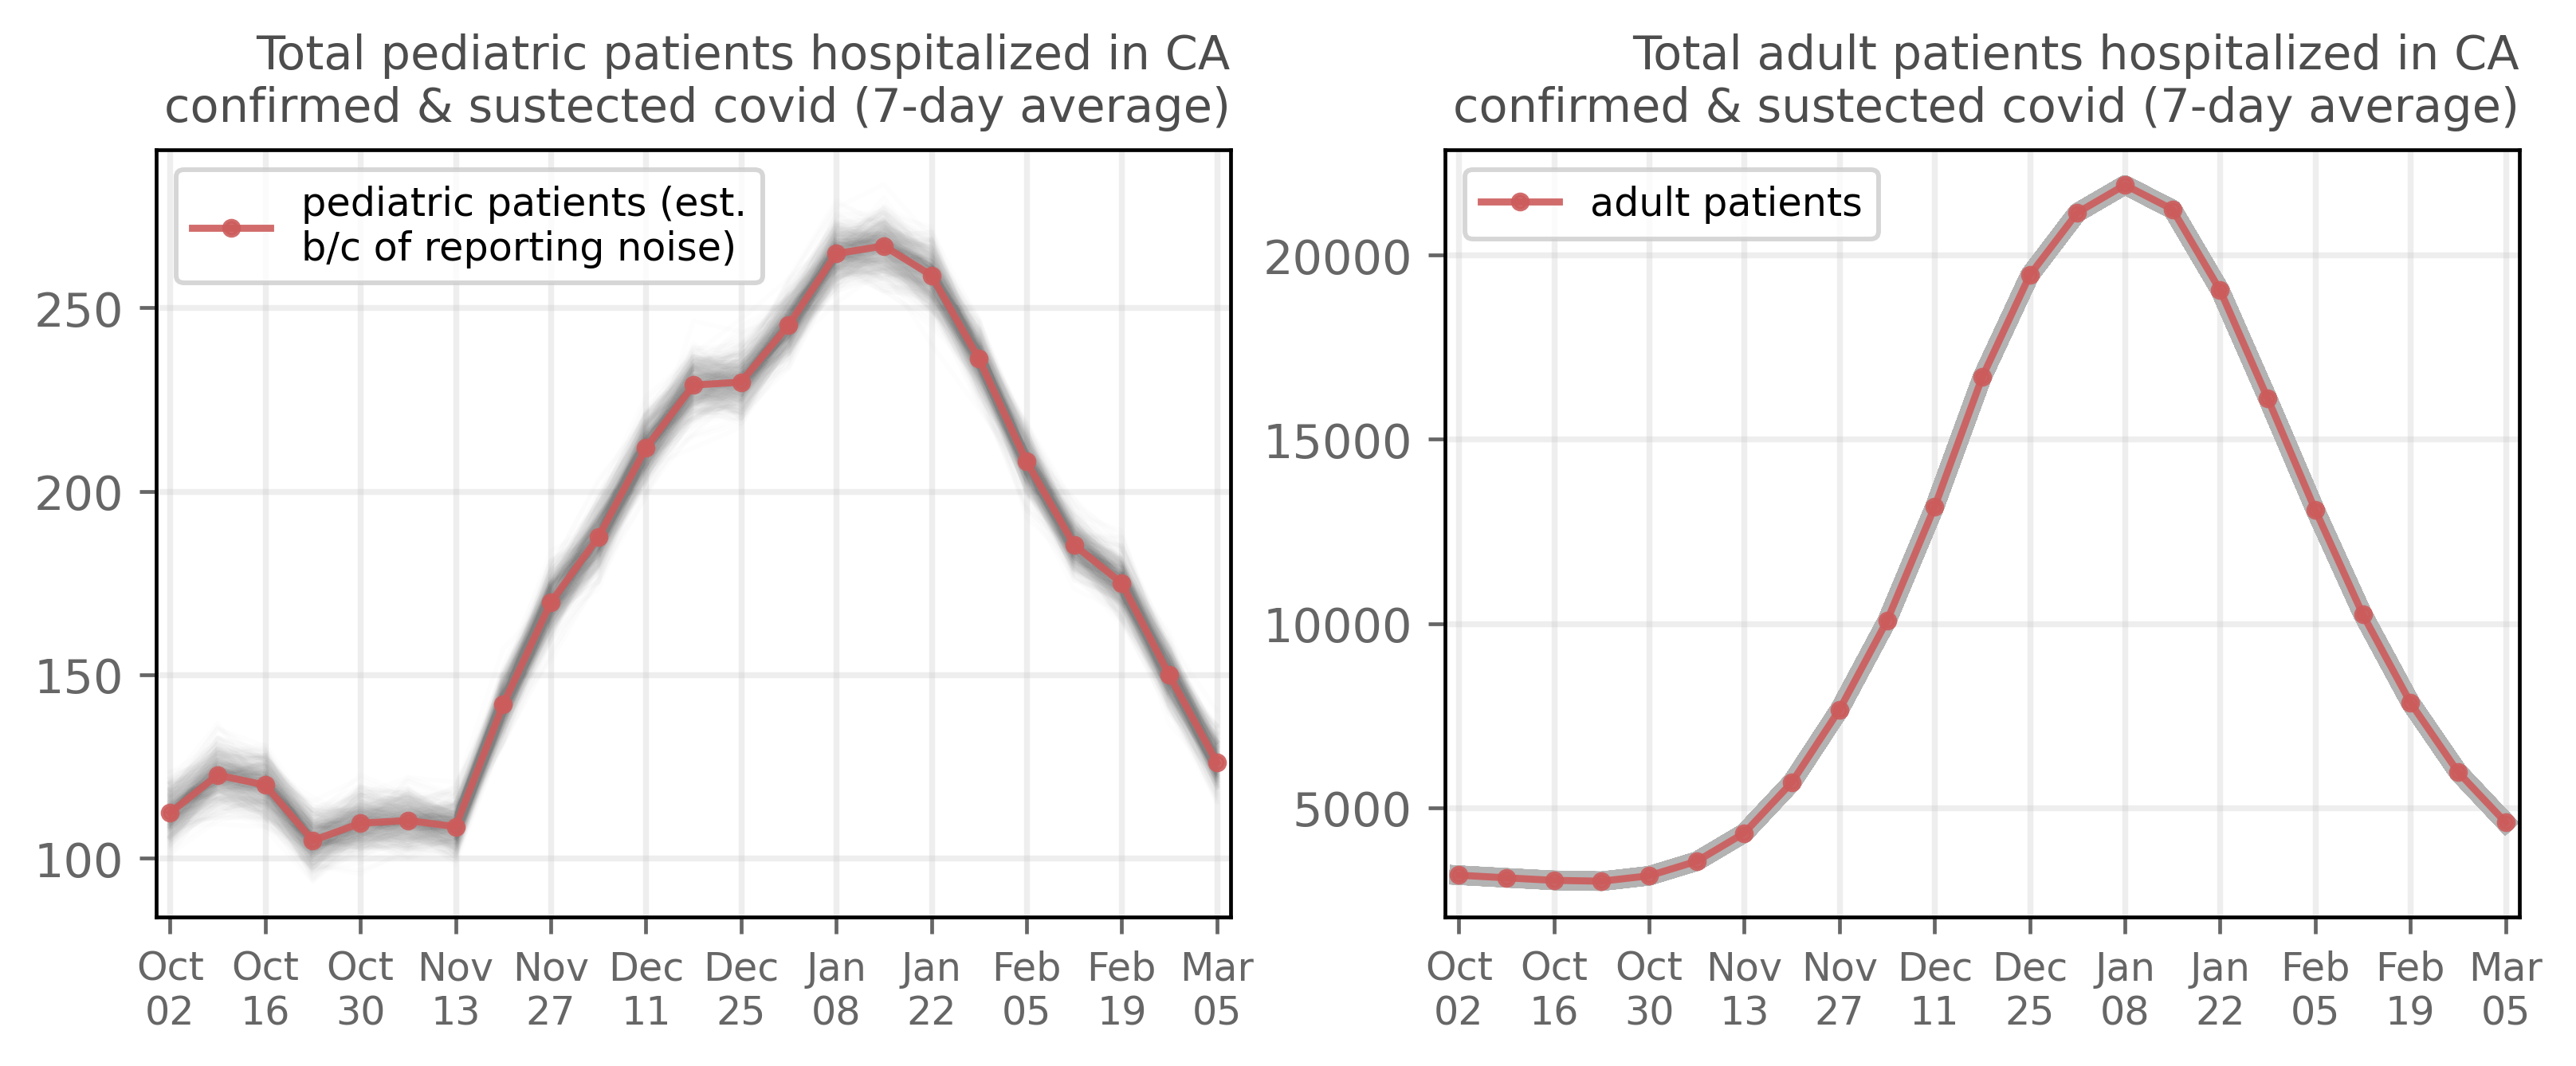 Total pediatric patients hospitalized in CA
confirmed & sustected covid (7-day average)
pediatric patients (est.
b/c of reporting noise)
250
200
150
100
Oct Oct Oct Nov Nov Dec Dec Jan Jan Feb Feb Mar
02 16 30 13 27 11 25 08 22 05 19 05
Total adult patients hospitalized in CA
confirmed & sustected covid (7-day average)
adult patients
20000
15000
10000
5000
Oct Oct Oct Nov Nov Dec Dec Jan Jan Feb Feb Mar
02 16 30 13 27 11 25 08 22 05 19 05